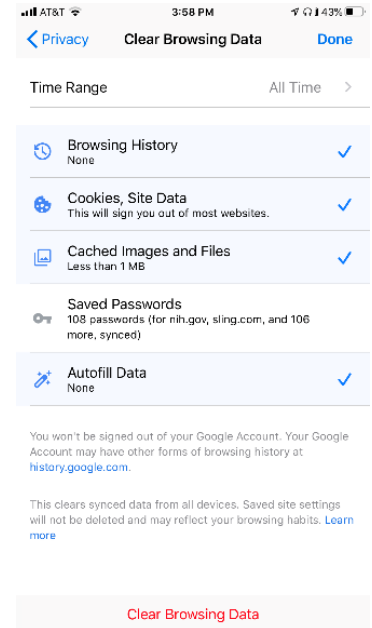 AT&T 3:58 PM 43%
Privacy Clear Browsing Data Done
Time Range All Time
Browsing History
None
Cookies, Site Data
This will sign you out of most websites.
Cached Images and Files
Less than 1 MB
Saved Passwords
108 passwords (for nih.gov, sling.com, and 106
more, synced)
Autofill Data
None
You won't be signed out of your Google Account. Your Google
Account may have other forms of browsing history at
history.google.com.
This clears synced data from all devices. Saved site settings
will not be deleted and may reflect your browsing habits. Learn
more
Clear Browsing Data